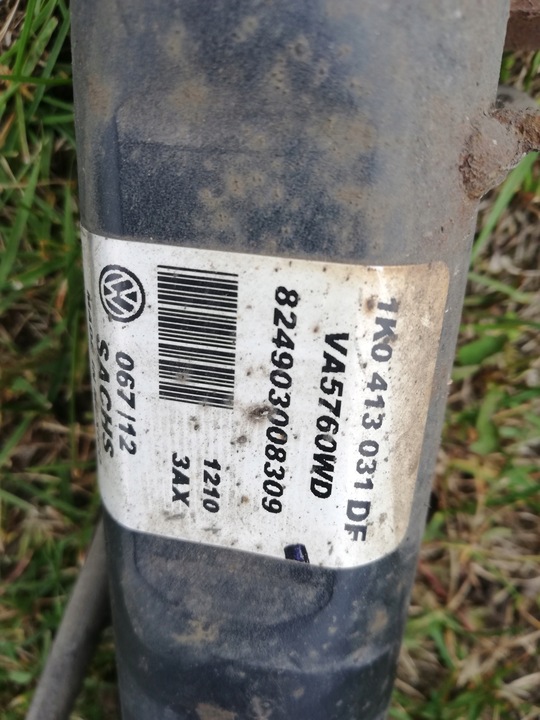 1K0 413 031 DF
VA5760WD
824903008309
1210
3AX
067/12
SACHS